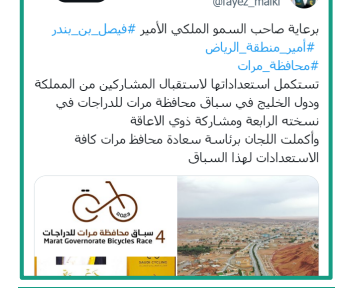 @fayez_malki
برعاية صاحب السمو الملكي الأمير #فيصل_بن_بندر
#أمير_منطقة_الرياض
#محافظة_مرات
تستكمل استعداداتها لاستقبال المشاركين من المملكة
ودول الخليج في سباق محافظة مرات للدراجات في
نسخته الرابعة ومشاركة ذوي الاعاقة
وأكملت اللجان برئاسة سعادة محافظ مرات كافة
الاستعدادات لهذا السباق
2023
سباق محافظة مرات للدراجات 4
Marat Governorate Bicycles Race